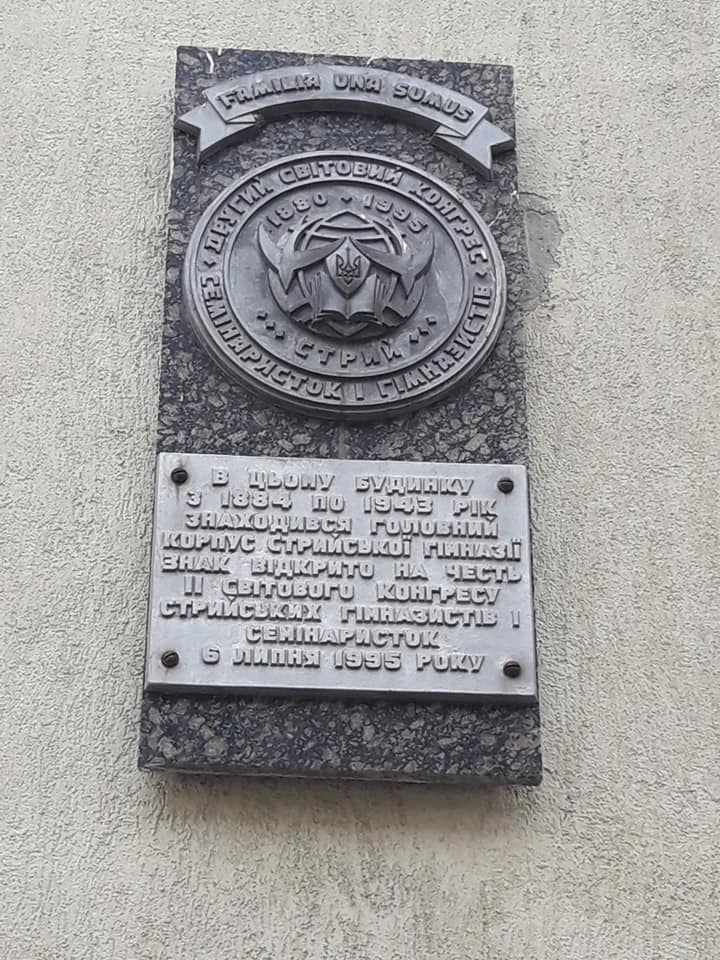 FAMILIA UNA SUMUS
ДРУГИЙ СВІТОВИЙ КОНГРЕС
СЕМІНАРИСТОК І ГІМНАЗИСТІВ
1880 • 1995
СТРИЙ
В ЦЬОМУ БУДИНКУ
З 1884 ПО 1943 РІК
ЗНАХОДИВСЯ ГОЛОВНИЙ
КОРПУС СТРИЙСЬКОЇ ГІМНАЗІЇ
ЗНАК ВІДКРИТО НА ЧЕСТЬ
ІІ СВІТОВОГО КОНГРЕСУ
СТРИЙСЬКИХ ГІМНАЗИСТІВ І
СЕМІНАРИСТОК
6 ЛИПНЯ 1995 РОКУ